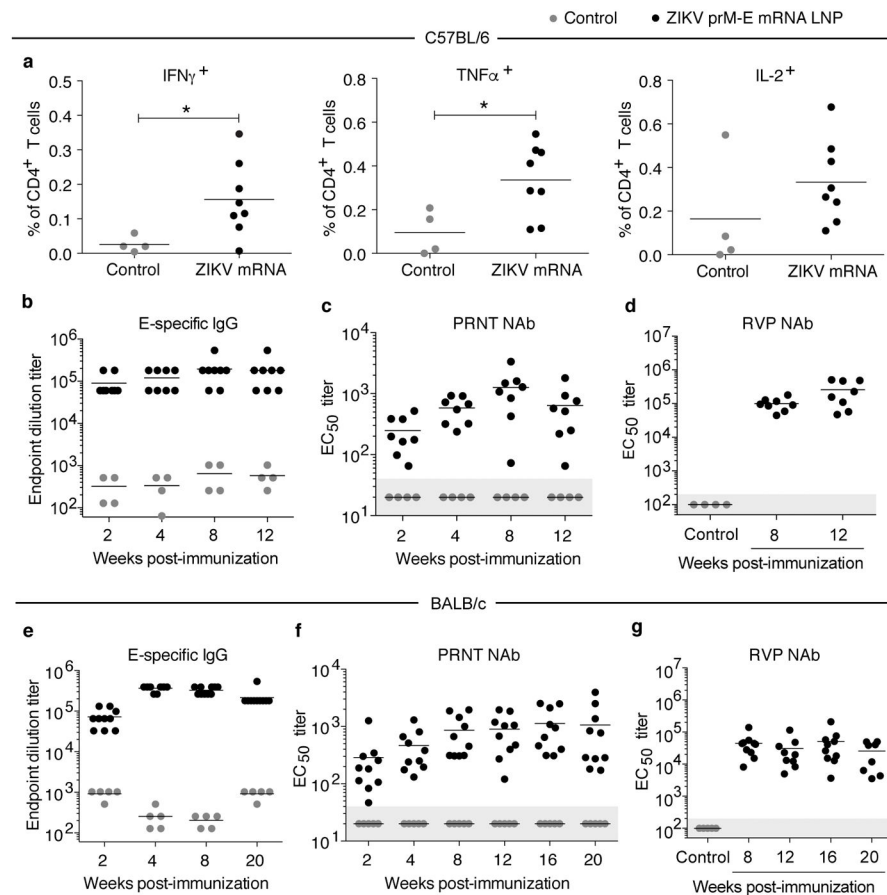 Control ZIKV prM-E mRNA LNP
C57BL/6
a
IFNγ+ TNFα+ IL-2+
* *
% of CD4+ T cells % of CD4+ T cells % of CD4+ T cells
0.5 0.8 0.8
0.4 0.6 0.6
0.3 0.4 0.4
0.2 0.2 0.2
0.1 0.0 0.0
0.0
Control ZIKV mRNA Control ZIKV mRNA Control ZIKV mRNA
b c d
E-specific IgG PRNT NAb RVP NAb
Endpoint dilution titer EC50 titer EC50 titer
10^6 10^4 10^7
10^5 10^3 10^6
10^4 10^2 10^5
10^3 10^1 10^4
10^2 10^3
10^2
2 4 8 12 2 4 8 12 Control 8 12
Weeks post-immunization Weeks post-immunization Weeks post-immunization
BALB/c
e f g
E-specific IgG PRNT NAb RVP NAb
Endpoint dilution titer EC50 titer EC50 titer
10^6 10^4 10^7
10^5 10^3 10^6
10^4 10^2 10^5
10^3 10^1 10^4
10^2 10^3
10^2
2 4 8 20 2 4 8 12 16 20 Control 8 12 16 20
Weeks post-immunization Weeks post-immunization Weeks post-immunization